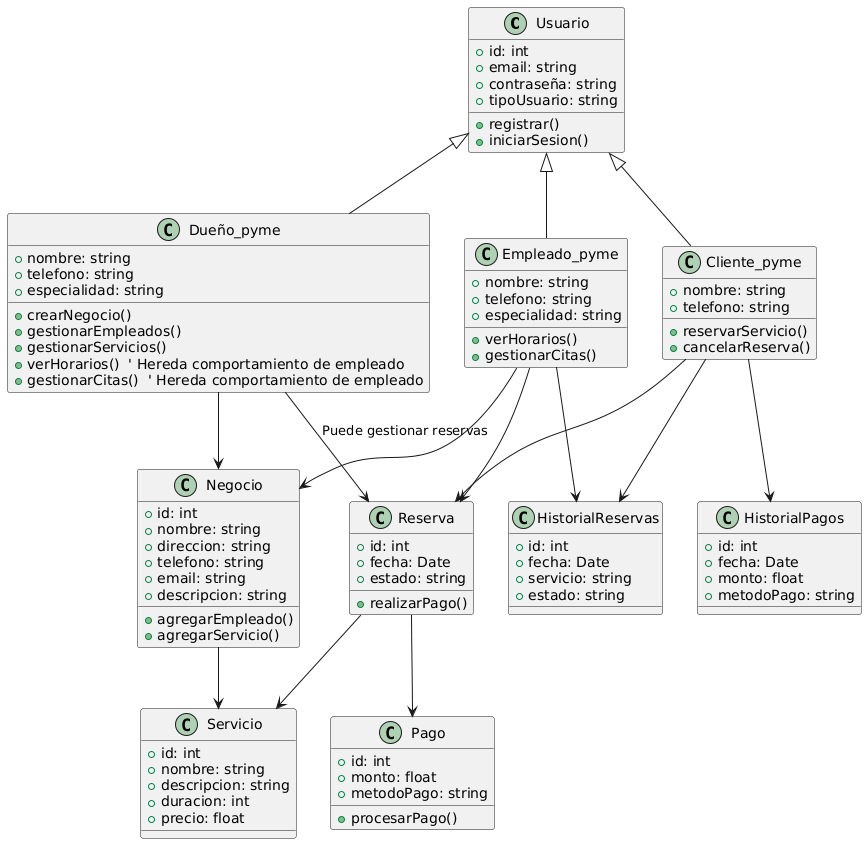 C Usuario
id: int
email: string
contraseña: string
tipoUsuario: string
registrar()
iniciarSesion()
C Dueño_pyme
nombre: string
telefono: string
especialidad: string
crearNegocio()
gestionarEmpleados()
gestionarServicios()
verHorarios()  ' Hereda comportamiento de empleado
gestionarCitas()  ' Hereda comportamiento de empleado
C Empleado_pyme
nombre: string
telefono: string
especialidad: string
verHorarios()
gestionarCitas()
C Cliente_pyme
nombre: string
telefono: string
reservarServicio()
cancelarReserva()
Puede gestionar reservas
C Negocio
id: int
nombre: string
direccion: string
telefono: string
email: string
descripcion: string
agregarEmpleado()
agregarServicio()
C Reserva
id: int
fecha: Date
estado: string
realizarPago()
C HistorialReservas
id: int
fecha: Date
servicio: string
estado: string
C HistorialPagos
id: int
fecha: Date
monto: float
metodoPago: string
C Servicio
id: int
nombre: string
descripcion: string
duracion: int
precio: float
C Pago
id: int
monto: float
metodoPago: string
procesarPago()